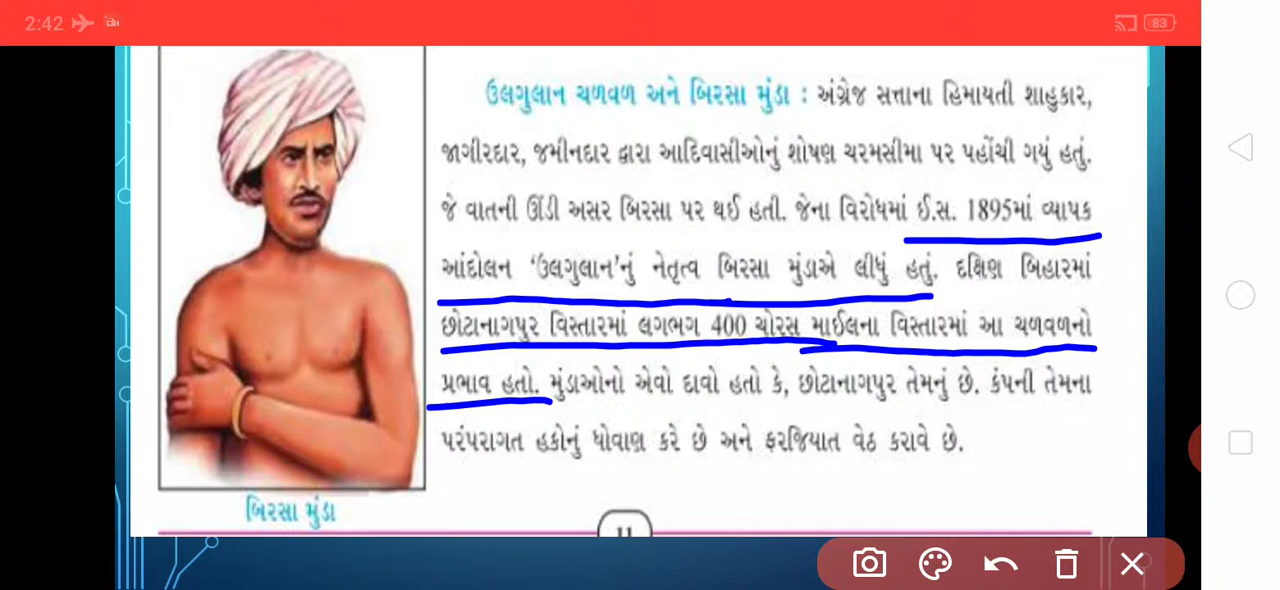 2:42
83
ઉલગુલાન ચળવળ અને બિરસા મુંડા : અંગ્રેજ સત્તાના હિમાયતી શાહુકાર,
જાગીરદાર, જમીનદાર દ્વારા આદિવાસીઓનું શોષણ ચરમસીમા પર પહોંચી ગયું હતું.
જે વાતની ઊંડી અસર બિરસા પર થઈ હતી. જેના વિરોધમાં ઈ.સ. 1895માં વ્યાપક
આંદોલન ‘ઉલગુલાન’નું નેતૃત્વ બિરસા મુંડાએ લીધું હતું. દક્ષિણ બિહારમાં
છોટાનાગપુર વિસ્તારમાં લગભગ 400 ચોરસ માઈલના વિસ્તારમાં આ ચળવળનો
પ્રભાવ હતો. મુંડાઓનો એવો દાવો હતો કે, છોટાનાગપુર તેમનું છે. કંપની તેમના
પરંપરાગત હકોનું ધોવાણ કરે છે અને ફરજિયાત વેઠ કરાવે છે.
બિરસા મુંડા
11